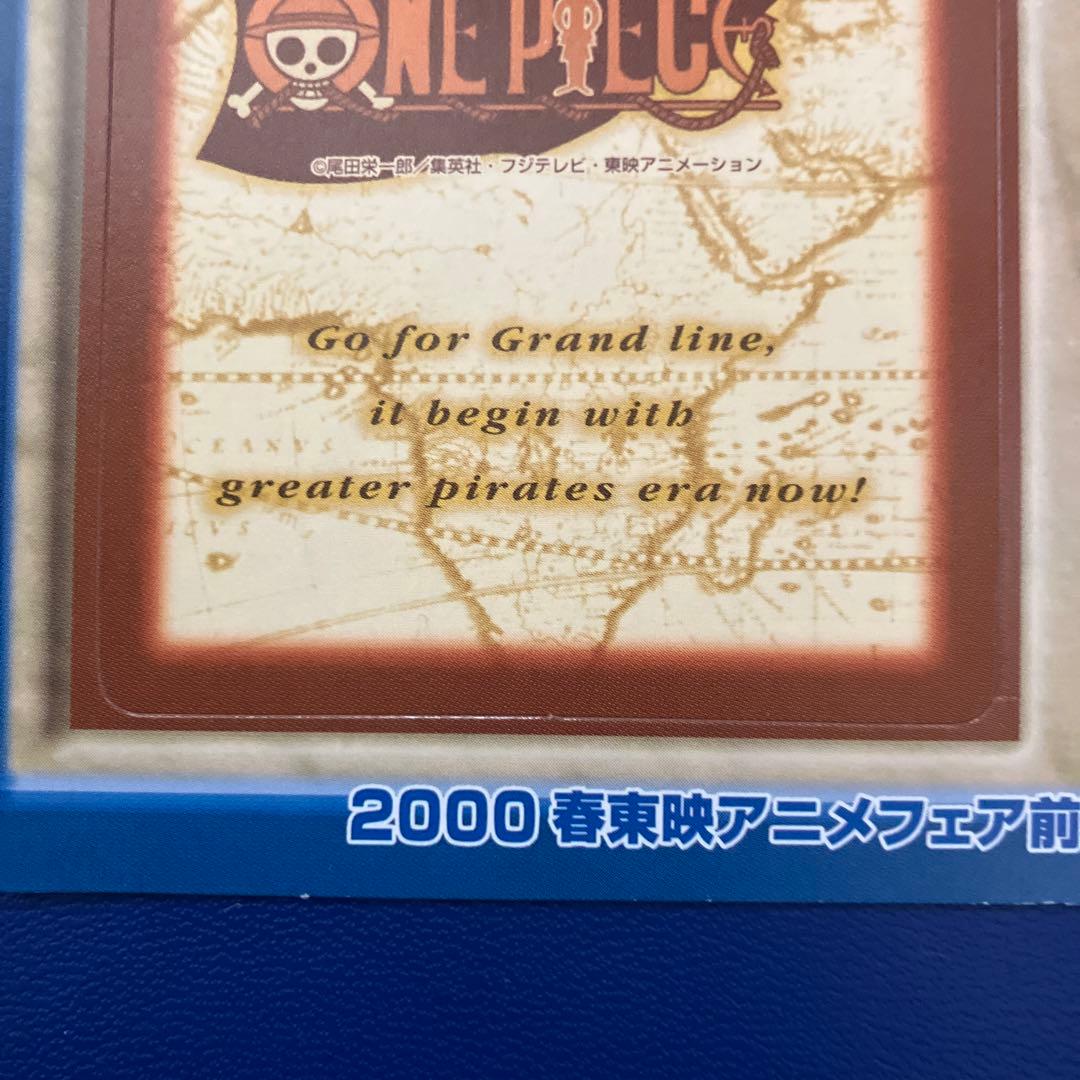 ONE PIECE
©尾田栄一郎／集英社・フジテレビ・東映アニメーション
Go for Grand line,
it begin with
greater pirates era now!
CEANVS
2000 春東映アニメフェア前